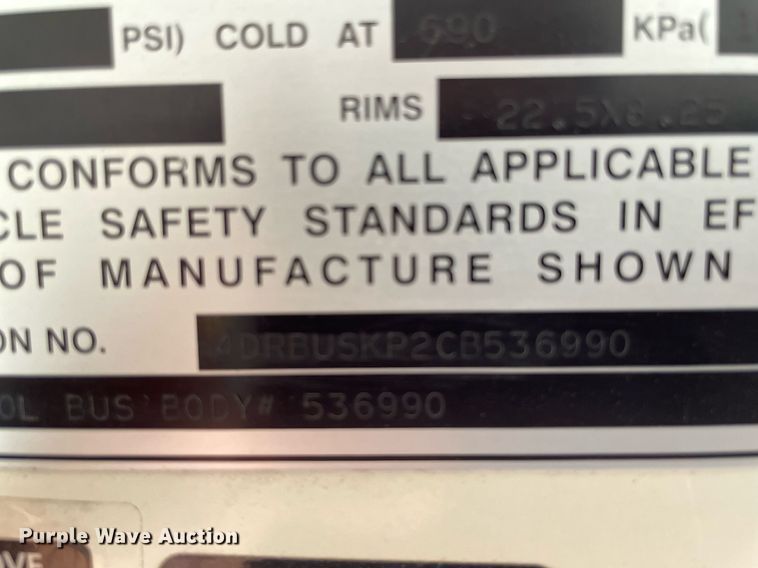 PSI) COLD AT 690 KPa(
RIMS 22.5X8.25
CONFORMS TO ALL APPLICABLE
CLE SAFETY STANDARDS IN EF
OF MANUFACTURE SHOWN
ON NO. 4DRBUSKP2CB536990
OL BUS BODY# 536990
Purple Wave Auction